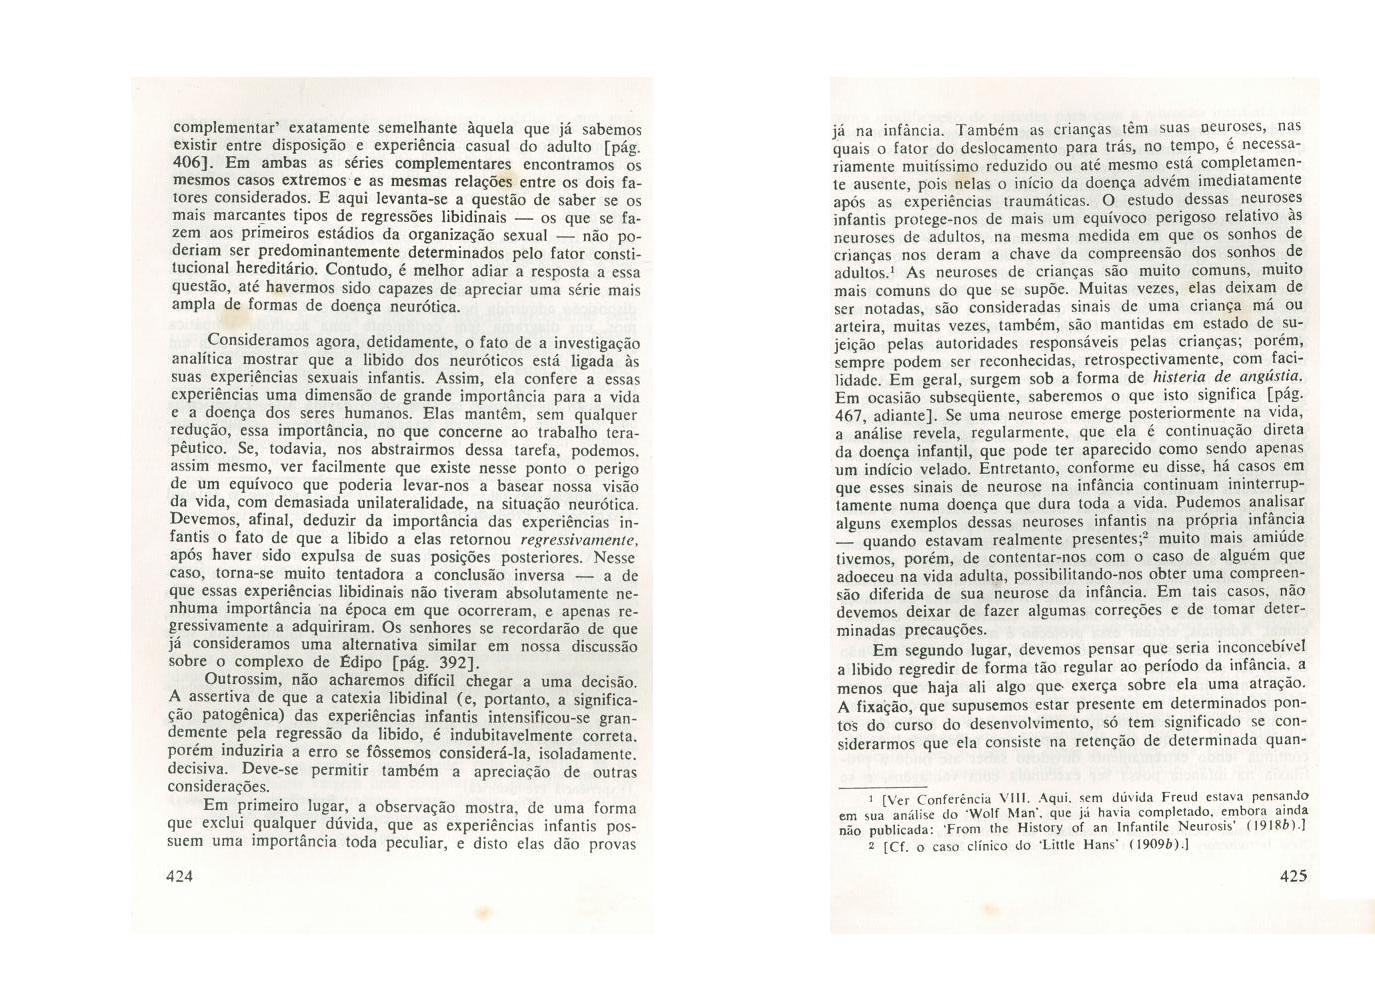 complementar' exatamente semelhante àquela que já sabemos
existir entre disposição e experiência casual do adulto [pág.
406]. Em ambas as séries complementares encontramos os
mesmos casos extremos e as mesmas relações entre os dois fa-
tores considerados. E aqui levanta-se a questão de saber se os
mais marcantes tipos de regressões libidinais — os que se fa-
zem aos primeiros estádios da organização sexual — não po-
deriam ser predominantemente determinados pelo fator consti-
tucional hereditário. Contudo, é melhor adiar a resposta a essa
questão, até havermos sido capazes de apreciar uma série mais
ampla de formas de doença neurótica.
Consideramos agora, detidamente, o fato de a investigação
analítica mostrar que a libido dos neuróticos está ligada às
suas experiências sexuais infantis. Assim, ela confere a essas
experiências uma dimensão de grande importância para a vida
e a doença dos seres humanos. Elas mantêm, sem qualquer
redução, essa importância, no que concerne ao trabalho tera-
pêutico. Se, todavia, nos abstrairmos dessa tarefa, podemos,
assim mesmo, ver facilmente que existe nesse ponto o perigo
de um equívoco que poderia levar-nos a basear nossa visão
da vida, com demasiada unilateralidade, na situação neurótica.
Devemos, afinal, deduzir da importância das experiências in-
fantis o fato de que a libido a elas retornou regressivamente,
após haver sido expulsa de suas posições posteriores. Nesse
caso, torna-se muito tentadora a conclusão inversa — a de
que essas experiências libidinais não tiveram absolutamente ne-
nhuma importância na época em que ocorreram, e apenas re-
gressivamente a adquiriram. Os senhores se recordarão de que
já consideramos uma alternativa similar em nossa discussão
sobre o complexo de Édipo [pág. 392].
Outrossim, não acharemos difícil chegar a uma decisão.
A assertiva de que a catexia libidinal (e, portanto, a significa-
ção patogênica) das experiências infantis intensificou-se gran-
demente pela regressão da libido, é indubitavelmente correta,
porém induziria a erro se fôssemos considerá-la, isoladamente,
decisiva. Deve-se permitir também a apreciação de outras
considerações.
Em primeiro lugar, a observação mostra, de uma forma
que exclui qualquer dúvida, que as experiências infantis pos-
suem uma importância toda peculiar, e disto elas dão provas
424
já na infância. Também as crianças têm suas neuroses, nas
quais o fator do deslocamento para trás, no tempo, é necessa-
riamente muitíssimo reduzido ou até mesmo está completamen-
te ausente, pois nelas o início da doença advém imediatamente
após as experiências traumáticas. O estudo dessas neuroses
infantis protege-nos de mais um equívoco perigoso relativo às
neuroses de adultos, na mesma medida em que os sonhos de
crianças nos deram a chave da compreensão dos sonhos de
adultos.¹ As neuroses de crianças são muito comuns, muito
mais comuns do que se supõe. Muitas vezes, elas deixam de
ser notadas, são consideradas sinais de uma criança má ou
arteira, muitas vezes, também, são mantidas em estado de su-
jeição pelas autoridades responsáveis pelas crianças; porém,
sempre podem ser reconhecidas, retrospectivamente, com faci-
lidade. Em geral, surgem sob a forma de histeria de angústia.
Em ocasião subseqüente, saberemos o que isto significa [pág.
467, adiante]. Se uma neurose emerge posteriormente na vida,
a análise revela, regularmente, que ela é continuação direta
da doença infantil, que pode ter aparecido como sendo apenas
um indício velado. Entretanto, conforme eu disse, há casos em
que esses sinais de neurose na infância continuam ininterrup-
tamente numa doença que dura toda a vida. Pudemos analisar
alguns exemplos dessas neuroses infantis na própria infância
— quando estavam realmente presentes;² muito mais amiúde
tivemos, porém, de contentar-nos com o caso de alguém que
adoeceu na vida adulta, possibilitando-nos obter uma compreen-
são diferida de sua neurose da infância. Em tais casos, não
devemos deixar de fazer algumas correções e de tomar deter-
minadas precauções.
Em segundo lugar, devemos pensar que seria inconcebível
a libido regredir de forma tão regular ao período da infância, a
menos que haja ali algo que exerça sobre ela uma atração.
A fixação, que supusemos estar presente em determinados pon-
tos do curso do desenvolvimento, só tem significado se con-
siderarmos que ela consiste na retenção de determinada quan-
1 [Ver Conferência VIII. Aqui, sem dúvida Freud estava pensando
em sua análise do 'Wolf Man', que já havia completado, embora ainda
não publicada: 'From the History of an Infantile Neurosis' (1918b).]
2 [Cf. o caso clínico do 'Little Hans' (1909b).]
425